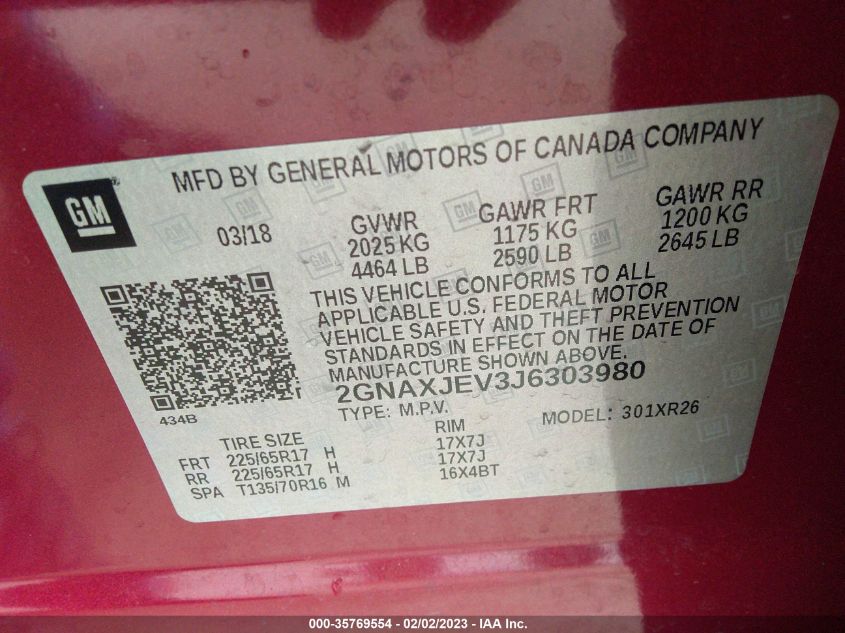 MFD BY GENERAL MOTORS OF CANADA COMPANY
GM
03/18
GVWR
2025 KG
4464 LB
GAWR FRT
1175 KG
2590 LB
GAWR RR
1200 KG
2645 LB
THIS VEHICLE CONFORMS TO ALL
APPLICABLE U.S. FEDERAL MOTOR
VEHICLE SAFETY AND THEFT PREVENTION
STANDARDS IN EFFECT ON THE DATE OF
MANUFACTURE SHOWN ABOVE.
2GNAXJEV3J6303980
TYPE: M.P.V. MODEL: 301XR26
434B
TIRE SIZE RIM
FRT 225/65R17 H 17X7J
RR 225/65R17 H 17X7J
SPA T135/70R16 M 16X4BT
000-35769554 - 02/02/2023 - IAA Inc.